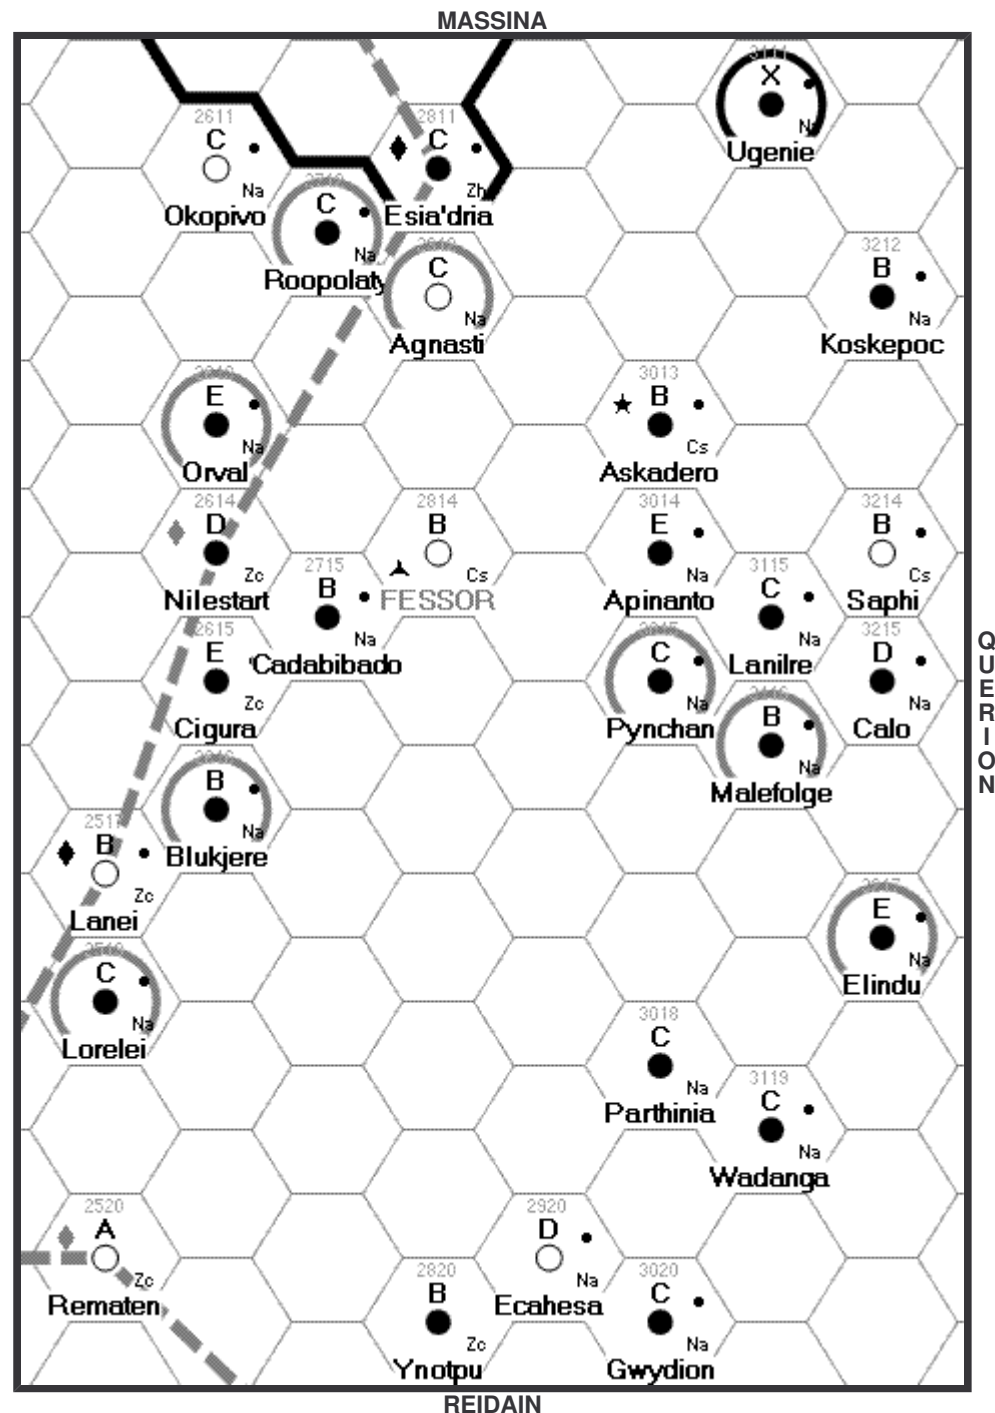 MASSINA
3111
X
Na
Ugenie
2611
C
Na
Okopivo
2811
C
Zh
Esia'dria
C
Na
Roopolaty
C
Na
Agnasti
3212
B
Na
Koskepoc
E
Na
Orval
3013
B
Cs
Askadero
2614
D
Zc
Nilestart
2814
B
Cs
FESSOR
3014
E
Na
Apinanto
3214
B
Cs
Saphi
2715
B
Na
Cadabibado
3115
C
Na
Lanilre
2615
E
Zc
Cigura
C
Na
Pynchan
3215
D
Na
Calo
B
Na
Malefolge
B
Na
Blukjere
2517
B
Zc
Lanei
E
Na
Elindu
C
Na
Lorelei
3018
C
Na
Parthinia
3119
C
Na
Wadanga
2520
A
Zc
Rematen
2920
D
Na
Ecahesa
2820
B
Zc
Ynotpu
3020
C
Na
Gwydion
QUERION
REIDAIN